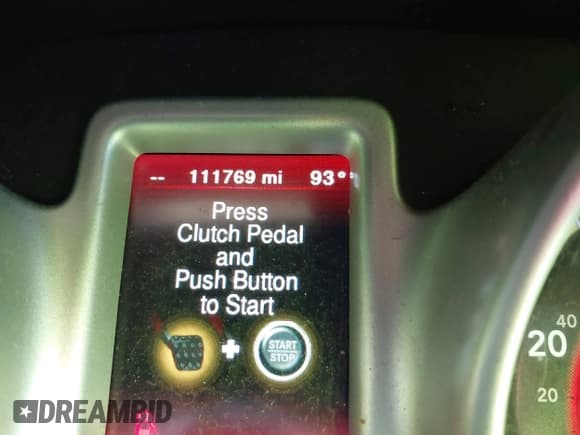 -- 111769 mi 93°
Press
Clutch Pedal
and
Push Button
to Start
START
STOP
40
20
20
DREAMBID